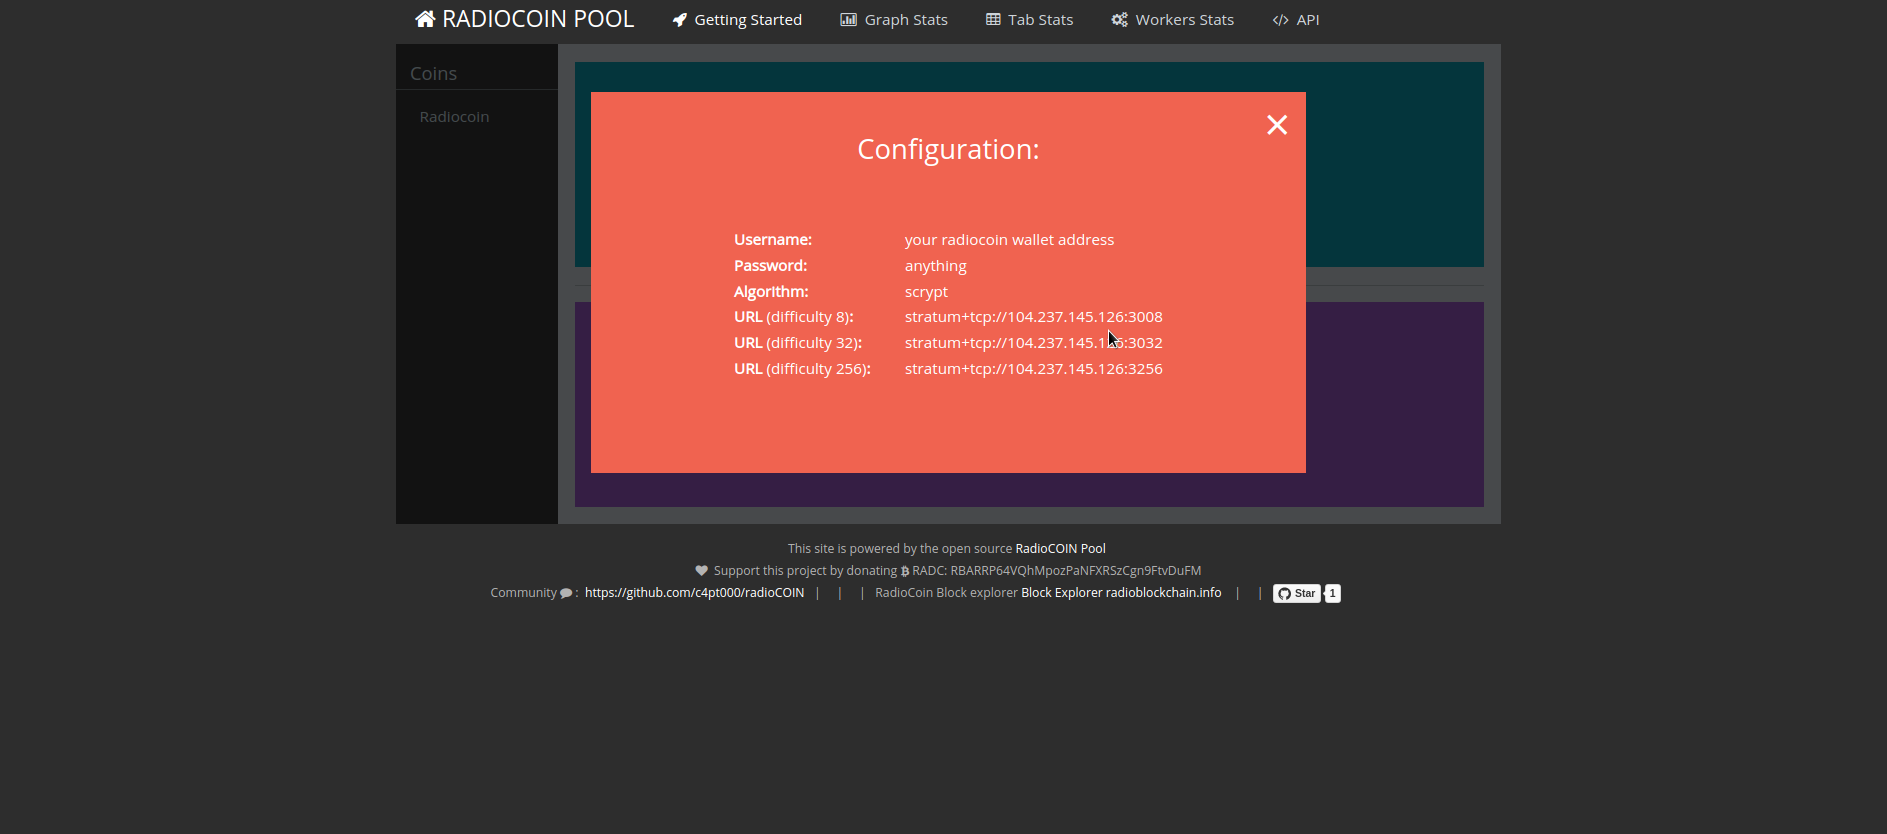 RADIOCOIN POOL Getting Started Graph Stats Tab Stats Workers Stats </> API
Coins
Radiocoin
Configuration:
Username: your radiocoin wallet address
Password: anything
Algorithm: scrypt
URL (difficulty 8): stratum+tcp://104.237.145.126:3008
URL (difficulty 32): stratum+tcp://104.237.145.126:3032
URL (difficulty 256): stratum+tcp://104.237.145.126:3256
This site is powered by the open source RadioCOIN Pool
Support this project by donating RADC: RBARRP64VQhMpozPaNFXRSzCgn9FtvDuFM
Community : https://github.com/c4pt000/radioCOIN | | | RadioCoin Block explorer Block Explorer radioblockchain.info | | Star 1